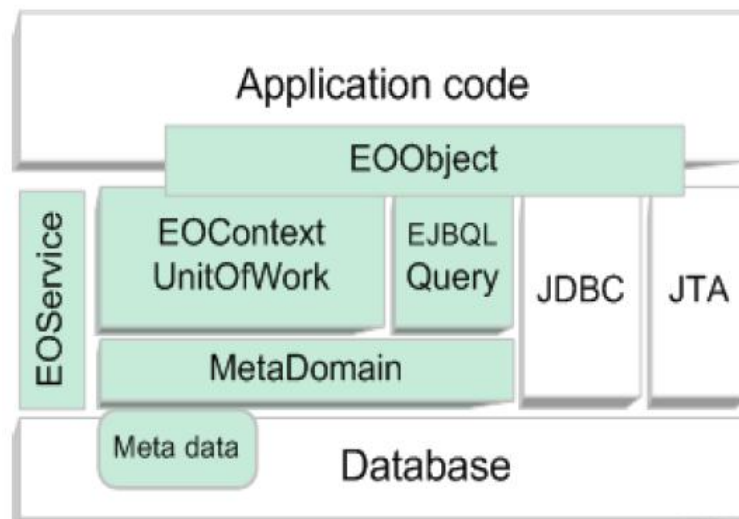 Application code
EOObject
EOService
EOContext
UnitOfWork
EJBQL
Query
JDBC
JTA
MetaDomain
Meta data
Database